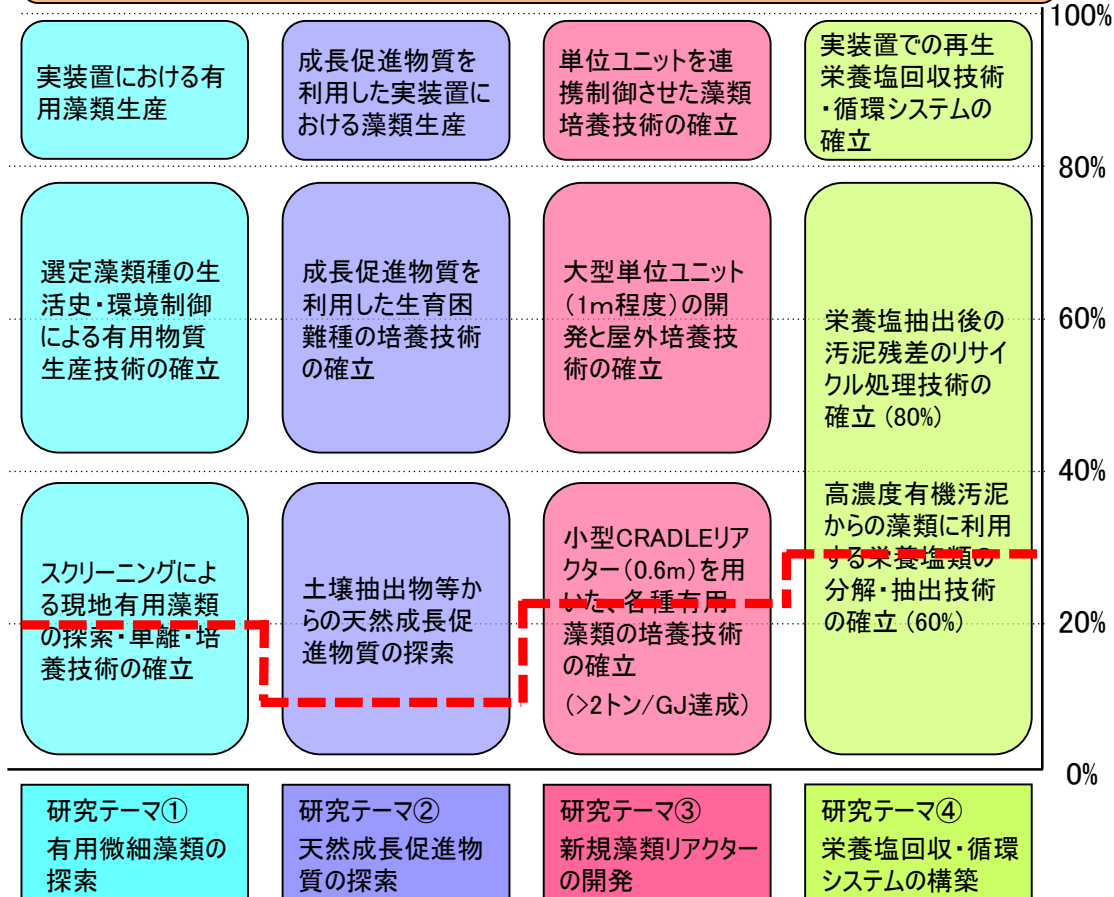 100%
実装置における有
用藻類生産
成長促進物質を
利用した実装置に
おける藻類生産
単位ユニットを連
携制御させた藻類
培養技術の確立
実装置での再生
栄養塩回収技術
・循環システムの
確立
80%
選定藻類種の生
活史・環境制御
による有用物質
生産技術の確立
成長促進物質を
利用した生育困
難種の培養技術
の確立
大型単位ユニット
(1m程度)の開
発と屋外培養技
術の確立
栄養塩抽出後の
汚泥残差のリサイ
クル処理技術の
確立 (80%)
60%
40%
スクリーニングによ
る現地有用藻類
の探索・単離・培
養技術の確立
土壌抽出物等か
らの天然成長促
進物質の探索
小型CRADLEリア
クター(0.6m)を用
いた、各種有用
藻類の培養技術
の確立
(>2トン/GJ達成)
高濃度有機汚泥
からの藻類に利用
する栄養塩類の
分解・抽出技術
の確立 (60%)
20%
0%
研究テーマ①
有用微細藻類の
探索
研究テーマ②
天然成長促進物
質の探索
研究テーマ③
新規藻類リアクター
の開発
研究テーマ④
栄養塩回収・循環
システムの構築